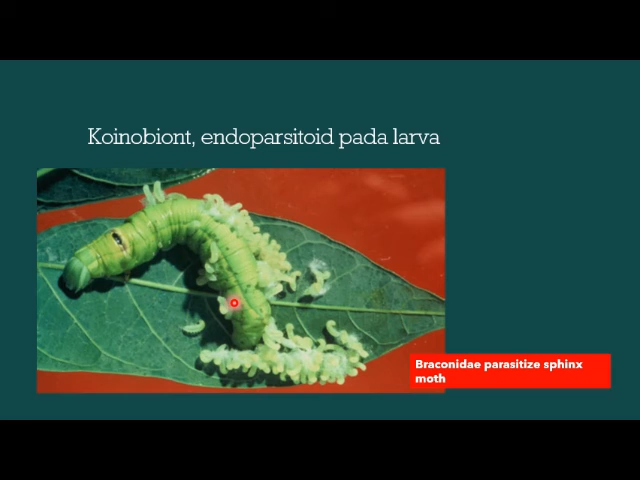 Koinobiont, endoparsitoid pada larva
Braconidae parasitize sphinx
moth